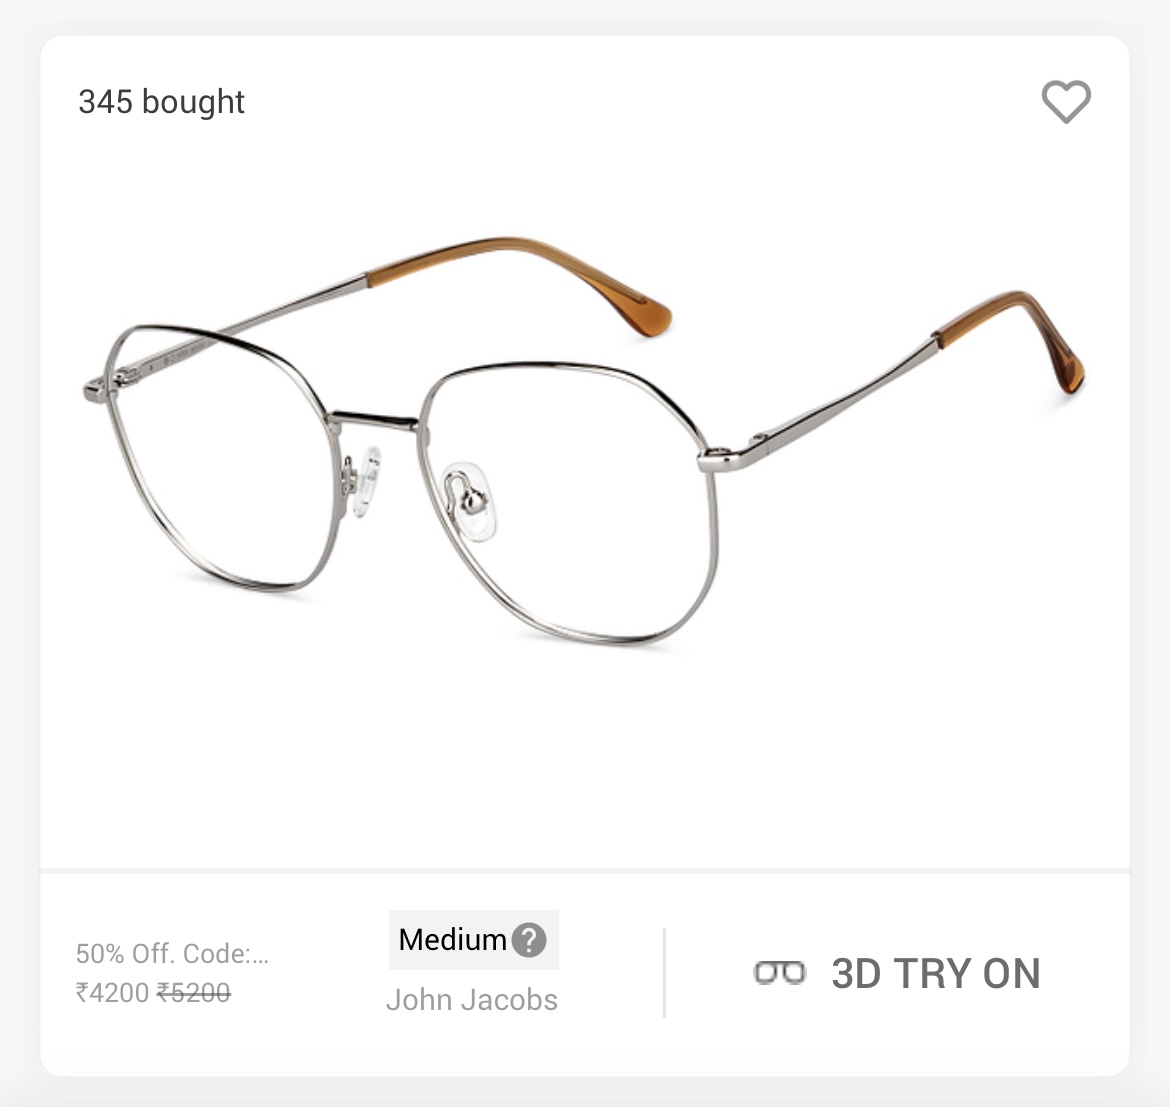 345 bought
50% Off. Code:...
₹4200 ₹5200
Medium ?
John Jacobs
3D TRY ON